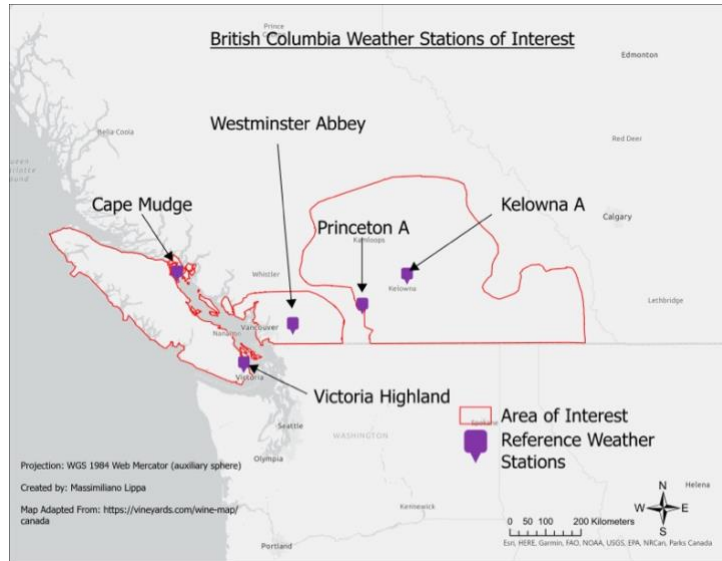 British Columbia Weather Stations of Interest
Prince
Edmonton
Bella Coola
Red Deer
Westminster Abbey
Cape Mudge
Princeton A
Kelowna A
Kamloops
Calgary
Whistler
Kelowna
Lethbridge
Vancouver
Nanaimo
Victoria
Victoria Highland
Area of Interest
Seattle
Spokane
WASHINGTON
Reference Weather
Stations
Olympia
Projection: WGS 1984 Web Mercator (auxiliary sphere)
Created by: Massimiliano Lippa
Map Adapted From: https://vineyards.com/wine-map/
canada
Helena
N
W E
S
Kennewick
0 50 100 200 Kilometers
Portland
Esri, HERE, Garmin, FAO, NOAA, USGS, EPA, NRCan, Parks Canada